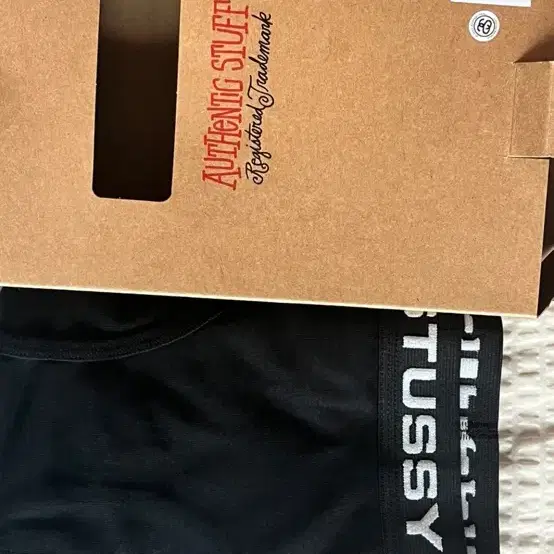 AUTHENTIC STUFF
Registered Trademark
STUSSY